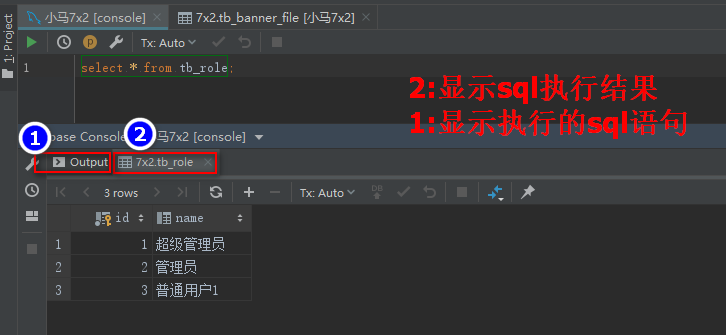 小马7x2 [console]
7x2.tb_banner_file [小马7x2]
Tx: Auto
1: Project
1
select * from tb_role;
2:显示sql执行结果
1:显示执行的sql语句
1
2
base Console
小马7x2 [console]
Output
7x2.tb_role
3 rows
Tx: Auto
DB
id name
1 1 超级管理员
2 2 管理员
3 3 普通用户1